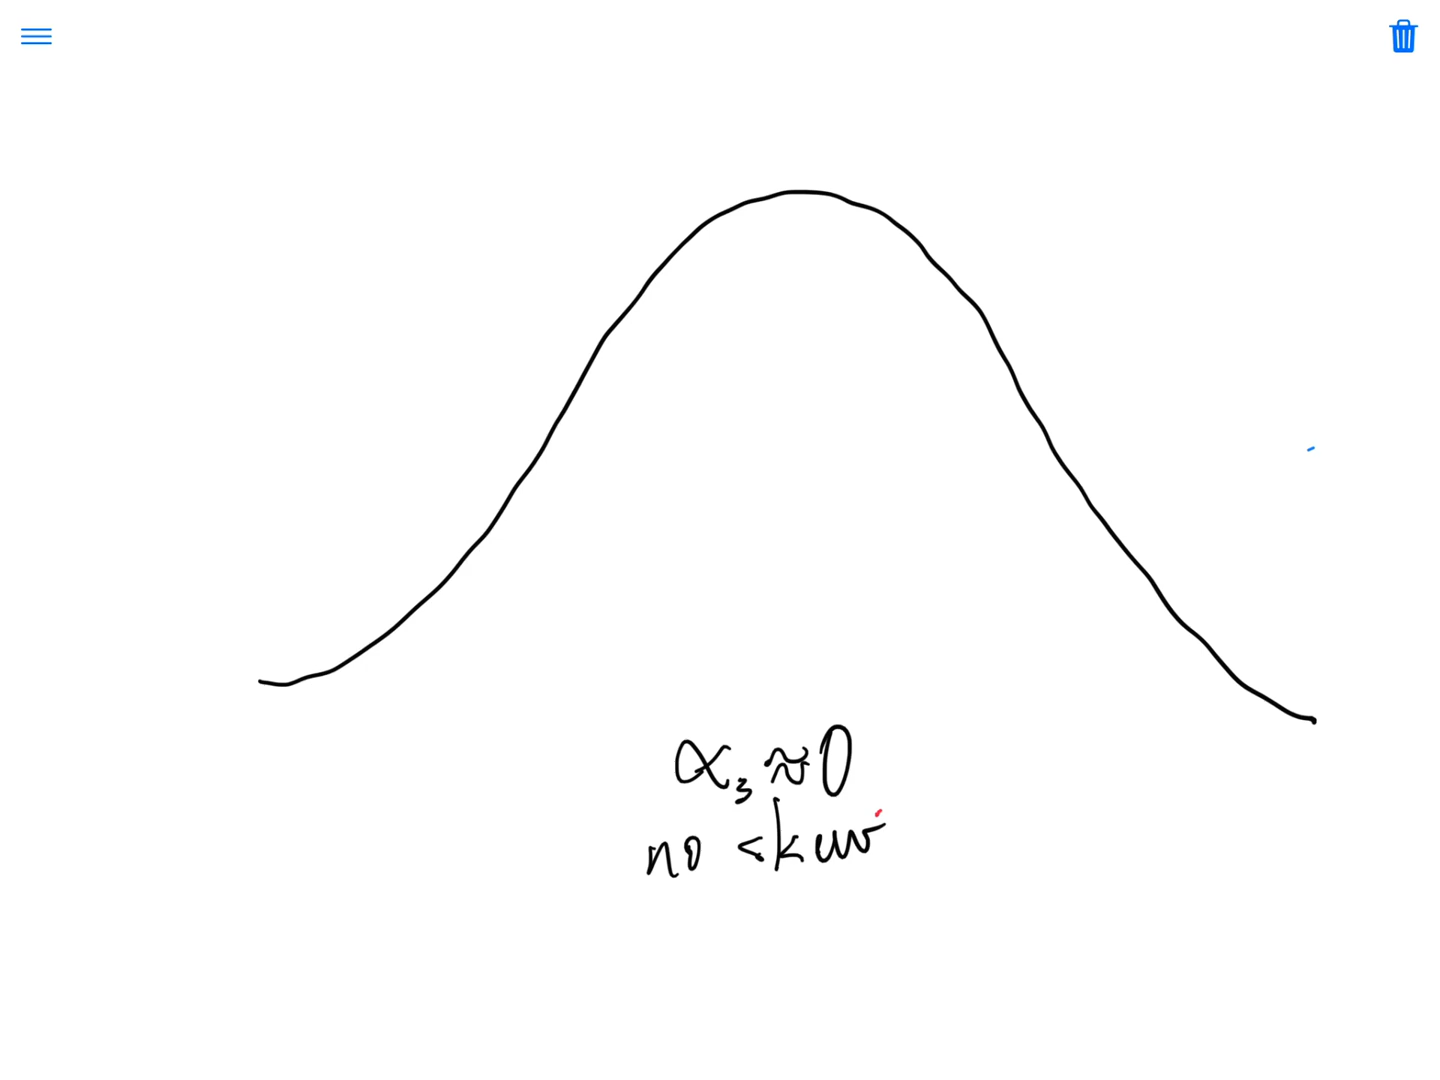 α₃ ≈ 0
no skew